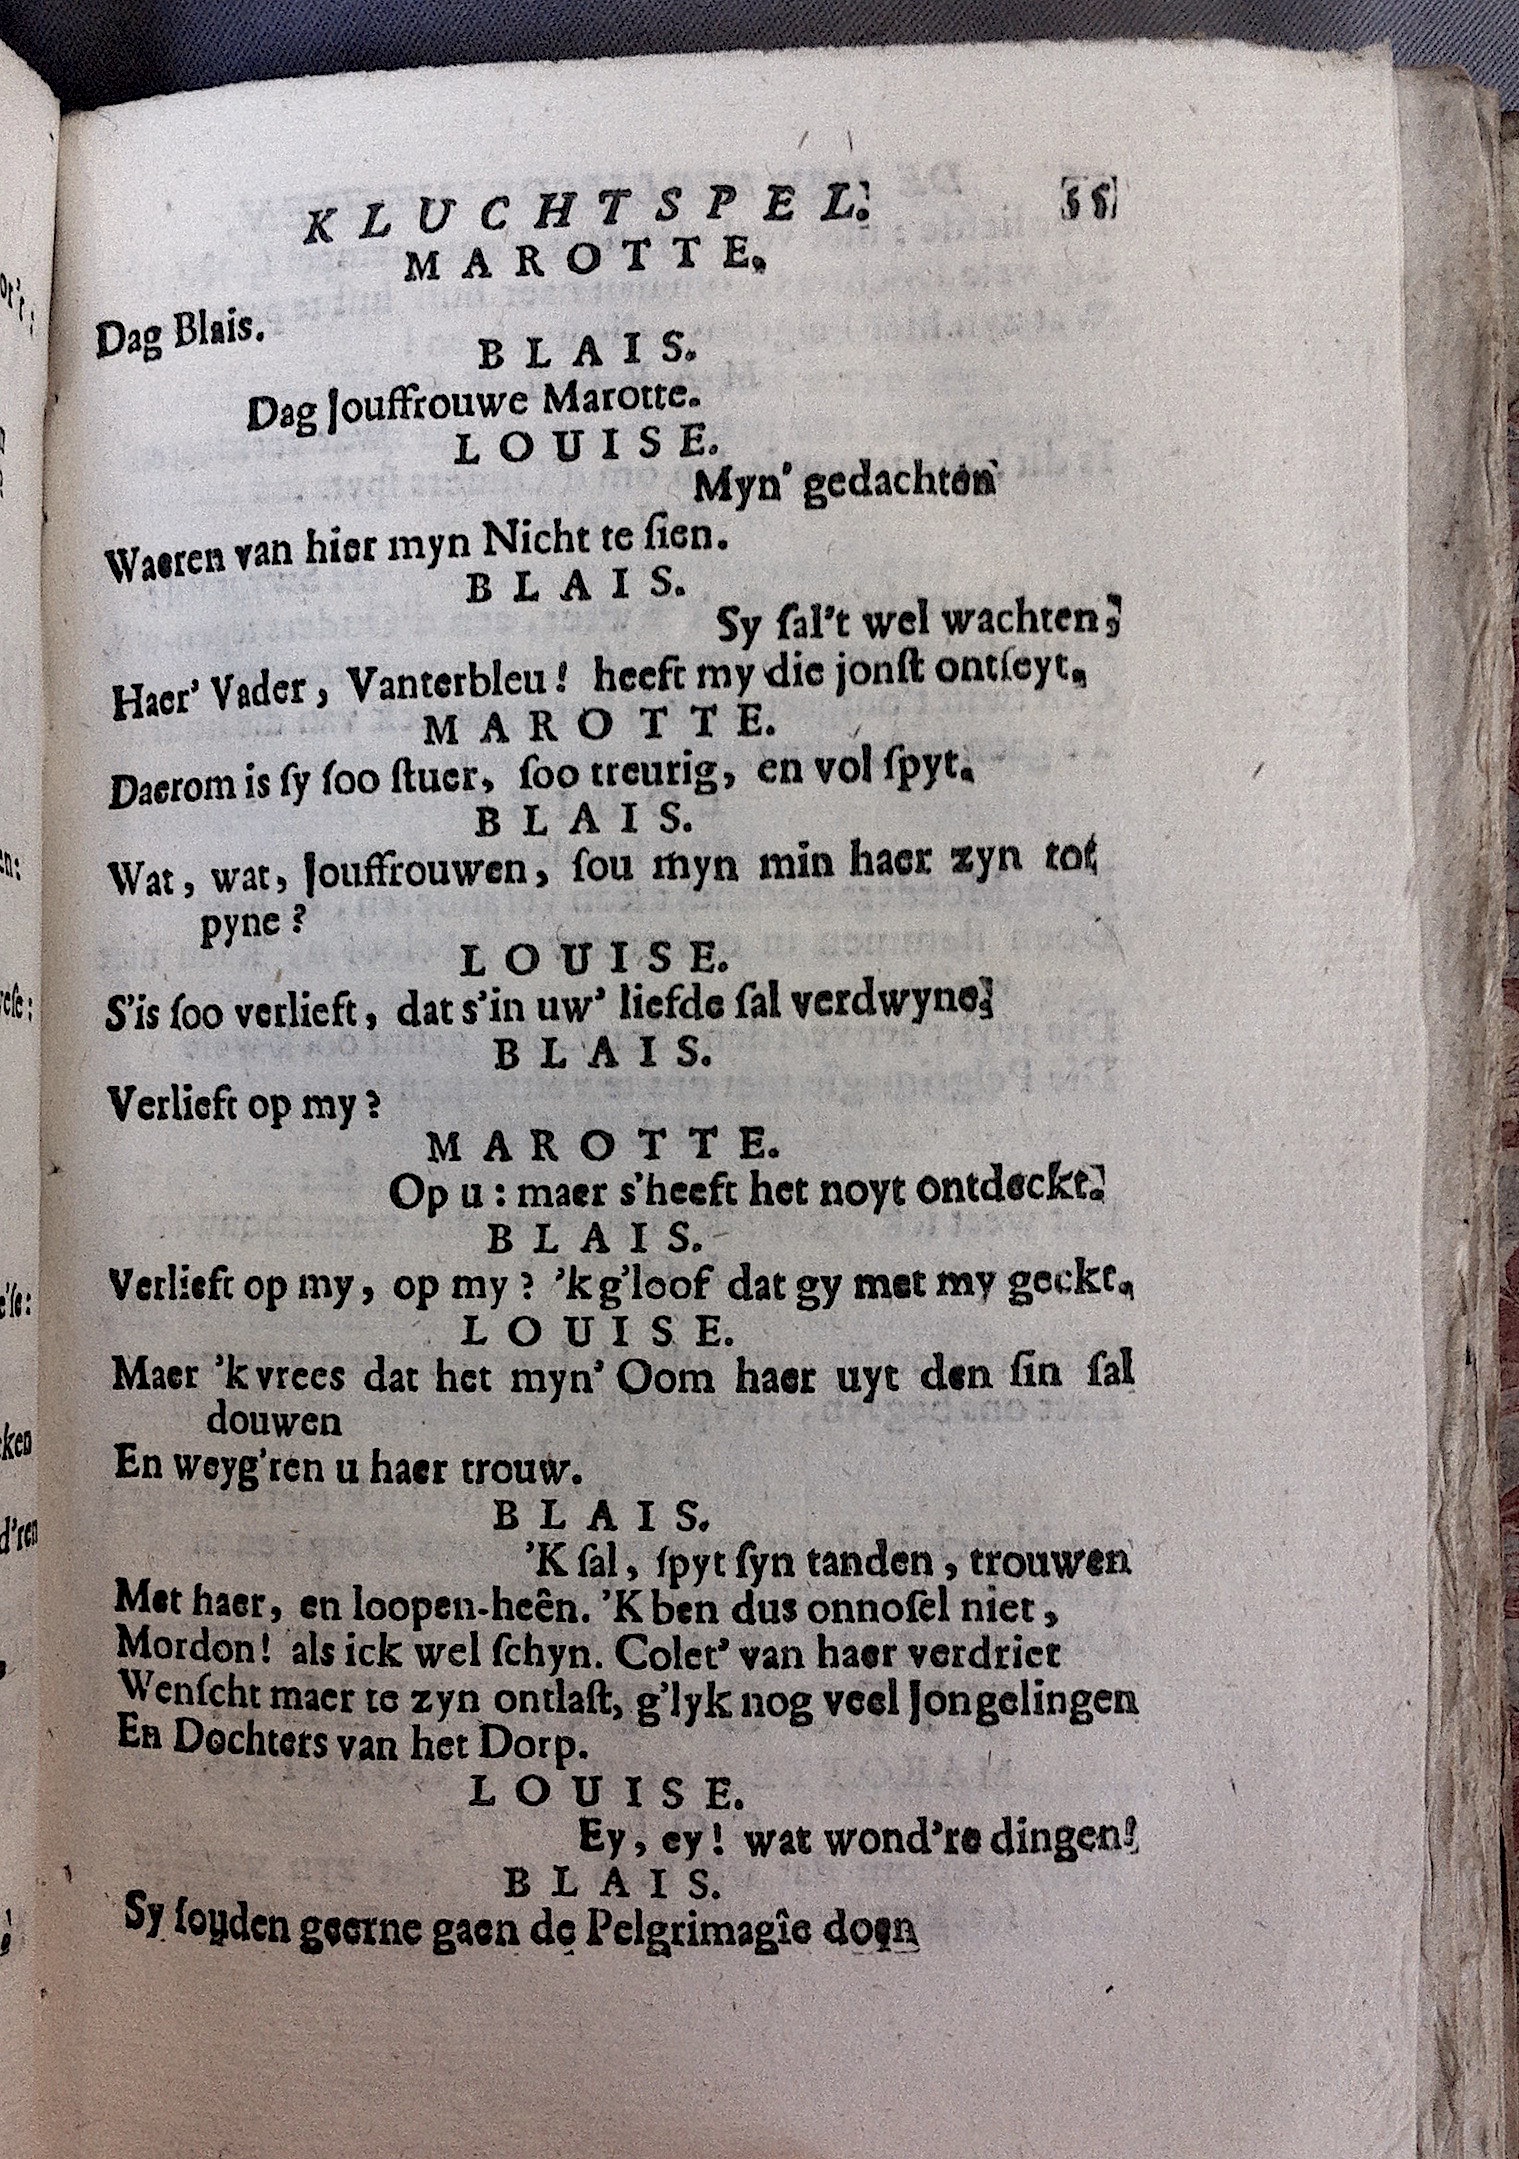 KLUCHTSPEL. 55
MAROTTE.
Dag Blais.
BLAIS.
Dag Jouffrouwe Marotte.
LOUISE.
Myn' gedachten
Waeren van hier myn Nicht te ſien.
BLAIS.
Sy ſal't wel wachten;
Haer' Vader, Vanterbleu! heeft my die jonſt ontſeyt.
MAROTTE.
Daerom is ſy ſoo ſtuer, ſoo treurig, en vol ſpyt.
BLAIS.
Wat, wat, Jouffrouwen, ſou myn min haer zyn tot
pyne?
LOUISE.
S'is ſoo verlieft, dat s'in uw' liefde ſal verdwyne.
BLAIS.
Verlieft op my?
MAROTTE.
Op u: maer s'heeft het noyt ontdeckt.
BLAIS.
Verlieft op my, op my? 'k g'loof dat gy met my geckt.
LOUISE.
Maer 'k vrees dat het myn' Oom haer uyt den ſin ſal
douwen
En weyg'ren u haer trouw.
BLAIS.
'K ſal, ſpyt ſyn tanden, trouwen
Met haer, en loopen-heên. 'K ben dus onnoſel niet,
Mordon! als ick wel ſchyn. Colet' van haer verdriet
Wenſcht maer te zyn ontlaſt, g'lyk nog veel Jongelingen
En Dochters van het Dorp.
LOUISE.
Ey, ey! wat wond're dingen!
BLAIS.
Sy ſouden geerne gaen de Pelgrimagîe doen